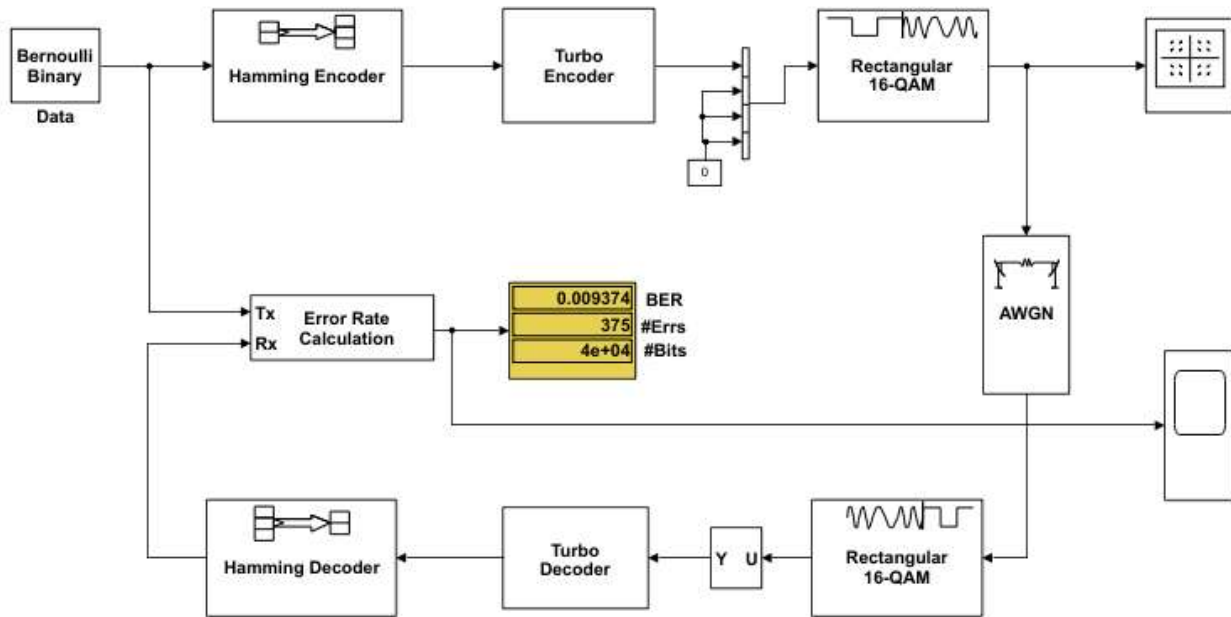 Bernoulli
Binary
Data
Hamming Encoder
Turbo
Encoder
0
Rectangular
16-QAM
AWGN
Tx
Rx
Error Rate
Calculation
0.009374 BER
375 #Errs
4e+04 #Bits
Hamming Decoder
Turbo
Decoder
Y U
Rectangular
16-QAM